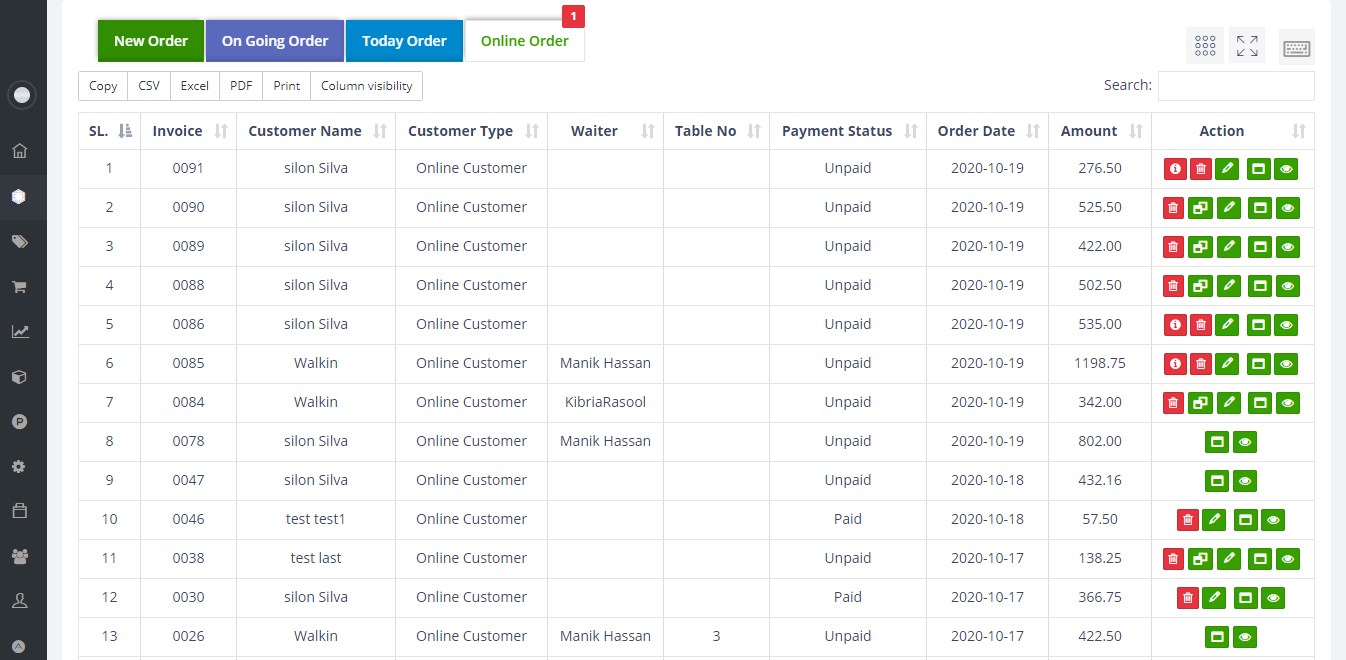 1
New Order On Going Order Today Order Online Order
Copy CSV Excel PDF Print Column visibility Search:
SL. Invoice Customer Name Customer Type Waiter Table No Payment Status Order Date Amount Action
1 0091 silon Silva Online Customer Unpaid 2020-10-19 276.50
2 0090 silon Silva Online Customer Unpaid 2020-10-19 525.50
3 0089 silon Silva Online Customer Unpaid 2020-10-19 422.00
4 0088 silon Silva Online Customer Unpaid 2020-10-19 502.50
5 0086 silon Silva Online Customer Unpaid 2020-10-19 535.00
6 0085 Walkin Online Customer Manik Hassan Unpaid 2020-10-19 1198.75
7 0084 Walkin Online Customer KibriaRasool Unpaid 2020-10-19 342.00
8 0078 silon Silva Online Customer Manik Hassan Unpaid 2020-10-19 802.00
9 0047 silon Silva Online Customer Unpaid 2020-10-18 432.16
10 0046 test test1 Online Customer Paid 2020-10-18 57.50
11 0038 test last Online Customer Unpaid 2020-10-17 138.25
12 0030 silon Silva Online Customer Paid 2020-10-17 366.75
13 0026 Walkin Online Customer Manik Hassan 3 Unpaid 2020-10-17 422.50